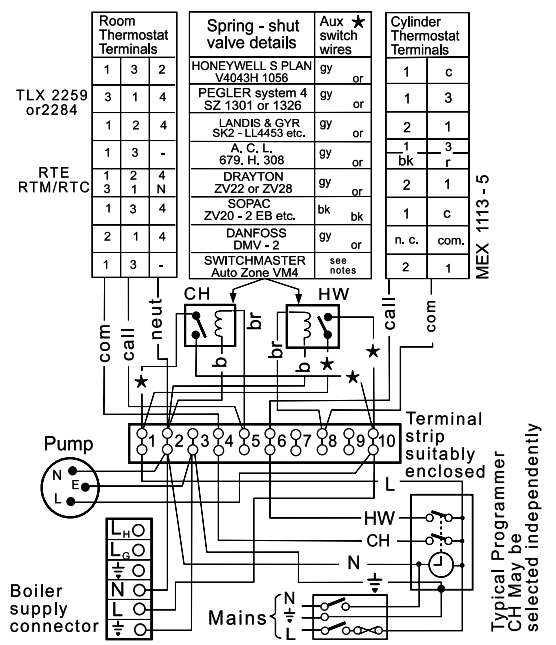 Room
Thermostat
Terminals
Spring - shut
valve details
Aux ★
switch
wires
Cylinder
Thermostat
Terminals
1 3 2
HONEYWELL S PLAN
V4043H 1056
gy or
1 c
TLX 2259
or2284
3 1 4
PEGLER system 4
SZ 1301 or 1326
gy or
1 3
1 2 4
LANDIS & GYR
SK2 - LL4453 etc.
gy or
2 1
1 3 -
A. C. L.
679. H. 308
gy or
1 3
bk r
RTE
RTM/RTC
1 2 4
3 1 N
DRAYTON
ZV22 or ZV28
gy or
2 1
1 3 4
SOPAC
ZV20 - 2 EB etc.
bk bk
1 c
2 1 4
DANFOSS
DMV - 2
gy or
n. c. com.
1 3 -
SWITCHMASTER
Auto Zone VM4
see
notes
2 1
MEX 1113 - 5
com
call
neut
CH
br
b
HW
br
b
call
com
1 2 3 4 5 6 7 8 9 10
Terminal
strip
suitably
enclosed
Pump
N
E
L
L
HW
CH
N
Typical Programmer
CH May be
selected independently
Boiler
supply
connector
LH
LG
N
L
Mains
N
L